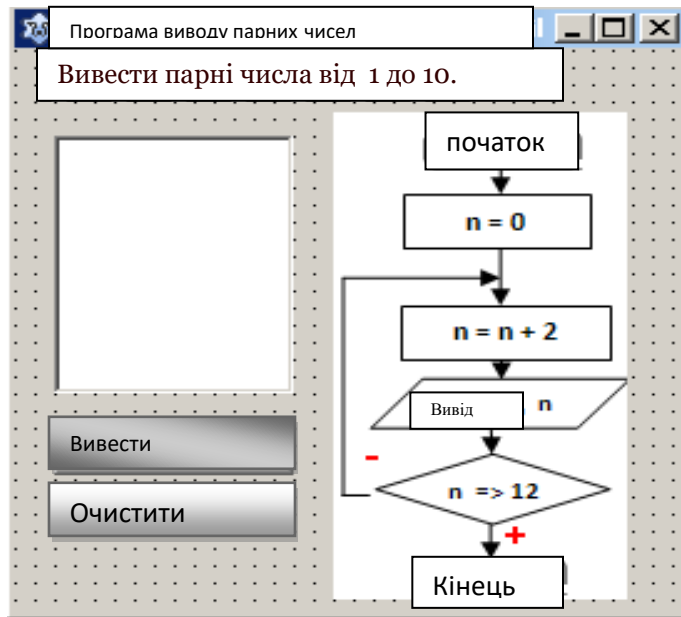 Програма виводу парних чисел
Вивести парні числа від 1 до 10.
початок
n = 0
n = n + 2
Вивід n
n => 12
-
+
Кінець
Вивести
Очистити